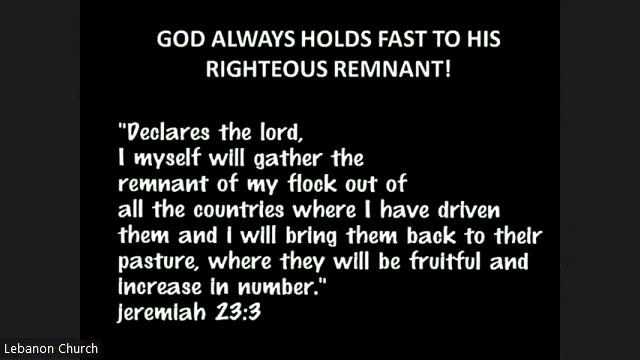 GOD ALWAYS HOLDS FAST TO HIS
RIGHTEOUS REMNANT!
"Declares the lord,
I myself will gather the
remnant of my flock out of
all the countries where I have driven
them and i will bring them back to their
pasture, where they will be fruitful and
increase in number."
jeremiah 23:3
Lebanon Church